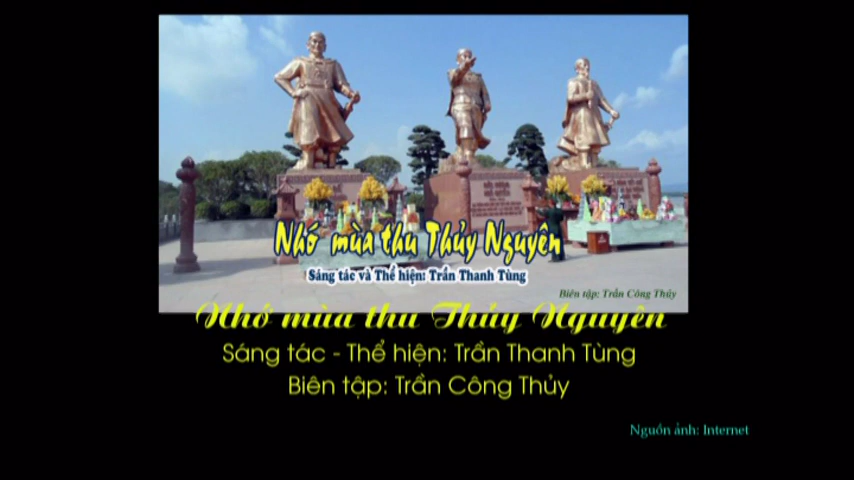 Nhớ mùa thu Thủy Nguyên
Sáng tác và Thể hiện: Trần Thanh Tùng
Biên tập: Trần Công Thủy
Nhớ mùa thu Thủy Nguyên
Sáng tác - Thể hiện: Trần Thanh Tùng
Biên tập: Trần Công Thủy
Nguồn ảnh: Internet